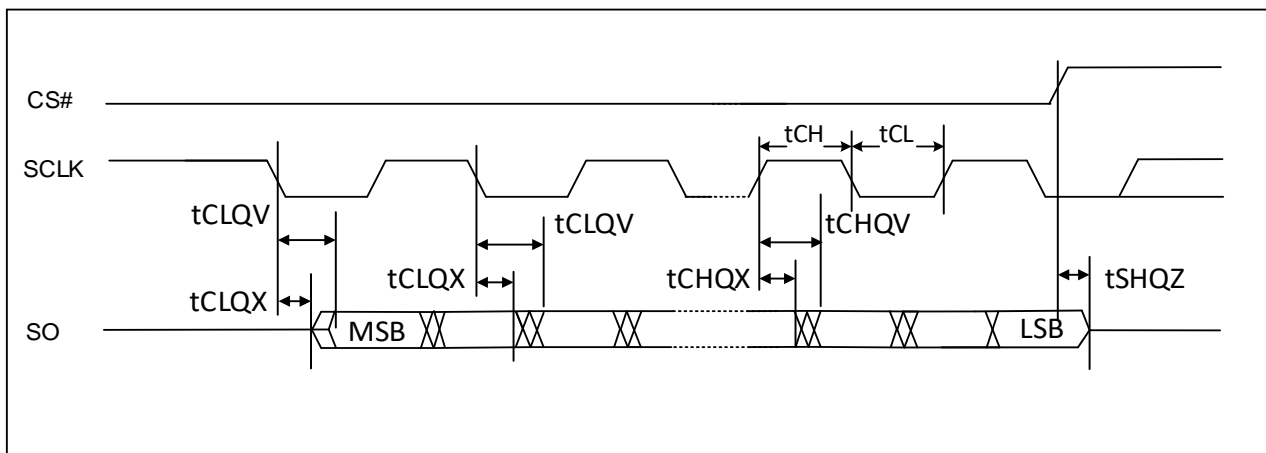 CS#
tCH tCL
SCLK
tCLQV tCLQV tCHQV
tCLQX tCLQX tCHQX tSHQZ
SO MSB LSB